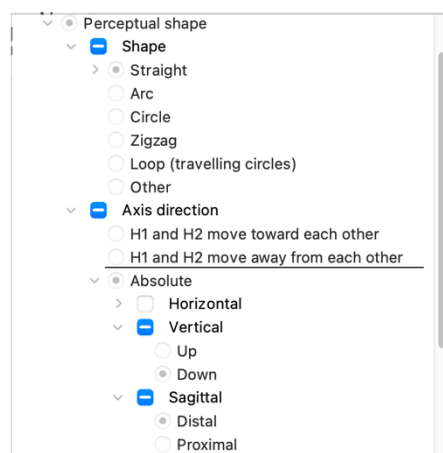 Perceptual shape
Shape
Straight
Arc
Circle
Zigzag
Loop (travelling circles)
Other
Axis direction
H1 and H2 move toward each other
H1 and H2 move away from each other
Absolute
Horizontal
Vertical
Up
Down
Sagittal
Distal
Proximal